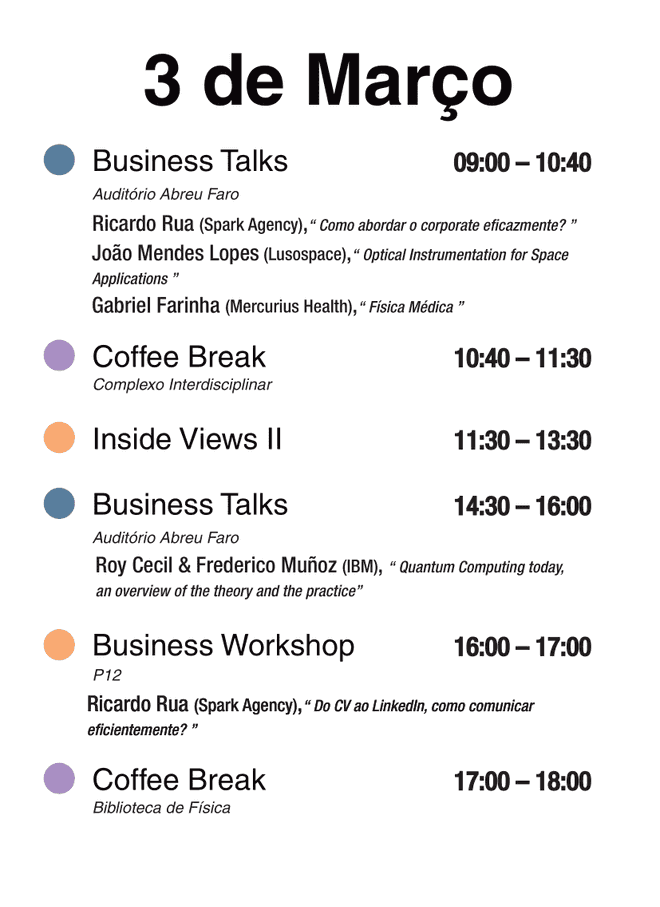 3 de Março
Business Talks 09:00 – 10:40
Auditório Abreu Faro
Ricardo Rua (Spark Agency), “ Como abordar o corporate eficazmente? ”
João Mendes Lopes (Lusospace), “ Optical Instrumentation for Space
Applications ”
Gabriel Farinha (Mercurius Health), “ Física Médica ”
Coffee Break 10:40 – 11:30
Complexo Interdisciplinar
Inside Views II 11:30 – 13:30
Business Talks 14:30 – 16:00
Auditório Abreu Faro
Roy Cecil & Frederico Muñoz (IBM), “ Quantum Computing today,
an overview of the theory and the practice”
Business Workshop 16:00 – 17:00
P12
Ricardo Rua (Spark Agency), “ Do CV ao LinkedIn, como comunicar
eficientemente? ”
Coffee Break 17:00 – 18:00
Biblioteca de Física